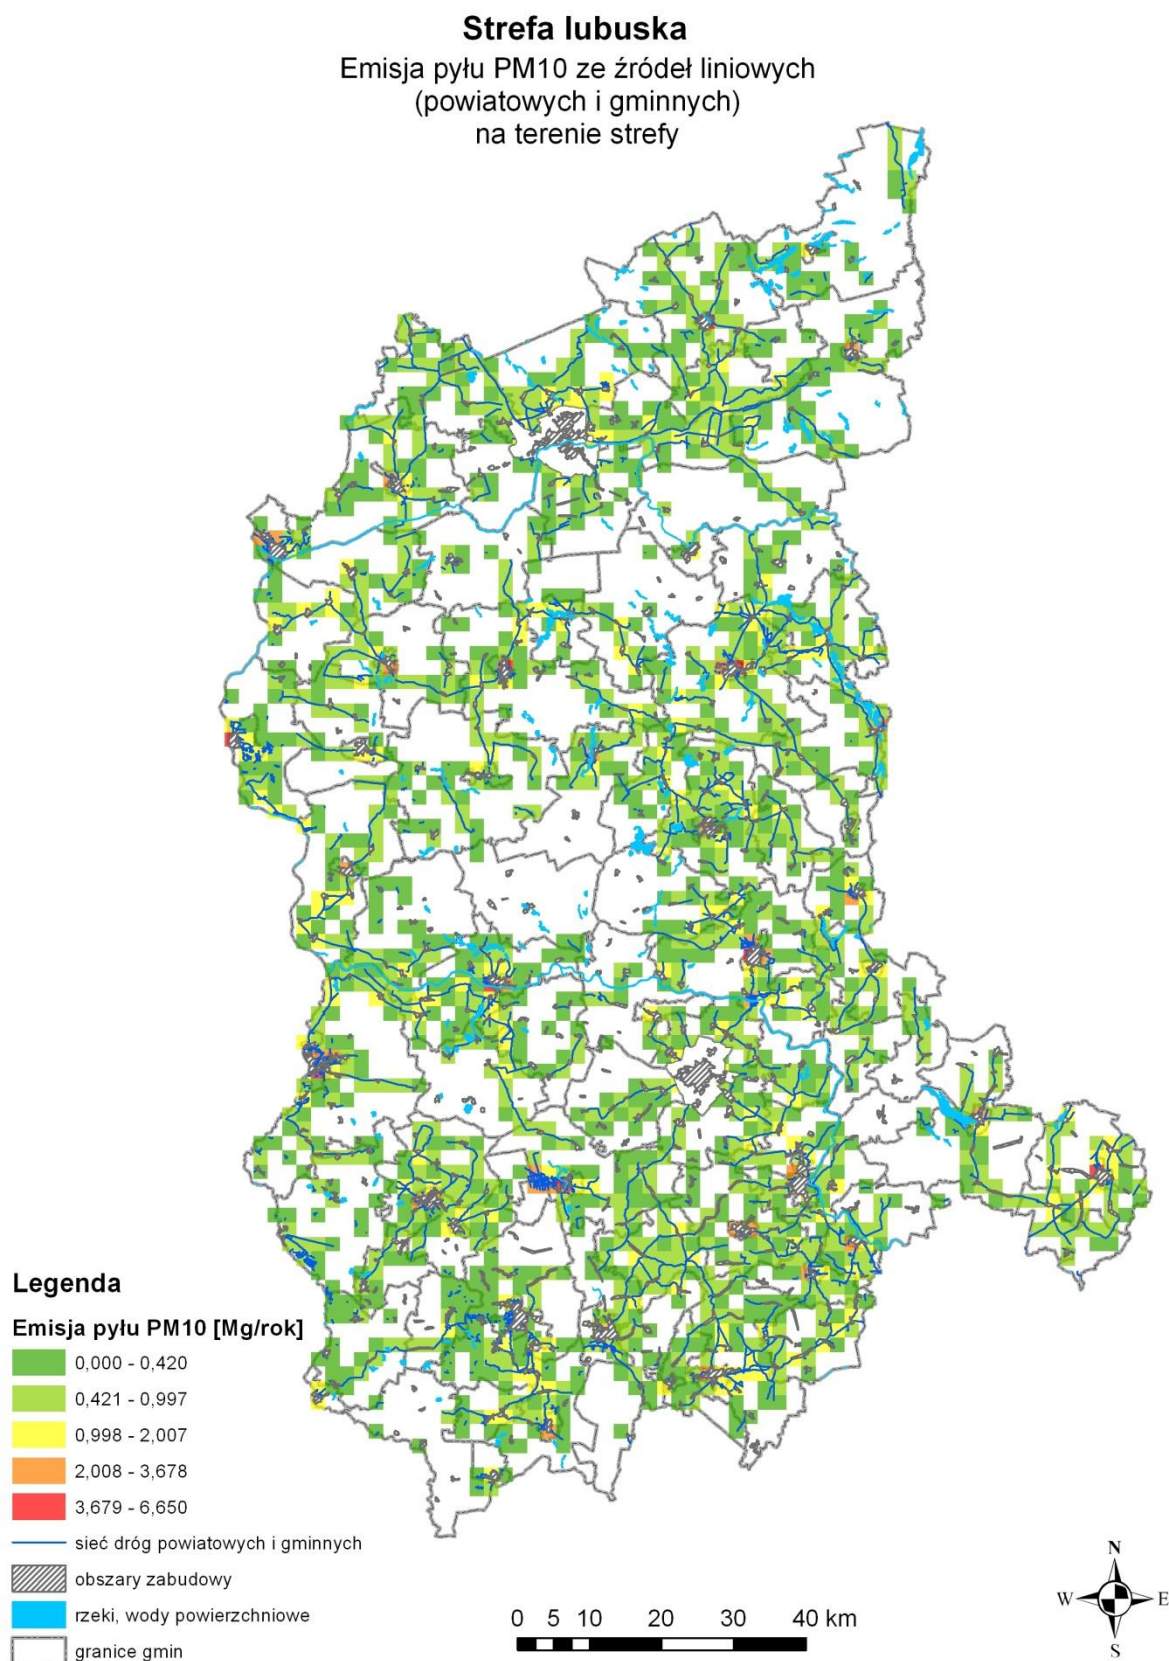 Strefa lubuska
Emisja pyłu PM10 ze źródeł liniowych
(powiatowych i gminnych)
na terenie strefy
Legenda
Emisja pyłu PM10 [Mg/rok]
0,000 - 0,420
0,421 - 0,997
0,998 - 2,007
2,008 - 3,678
3,679 - 6,650
sieć dróg powiatowych i gminnych
obszary zabudowy
rzeki, wody powierzchniowe
granice gmin
0 5 10 20 30 40 km
N
W E
S